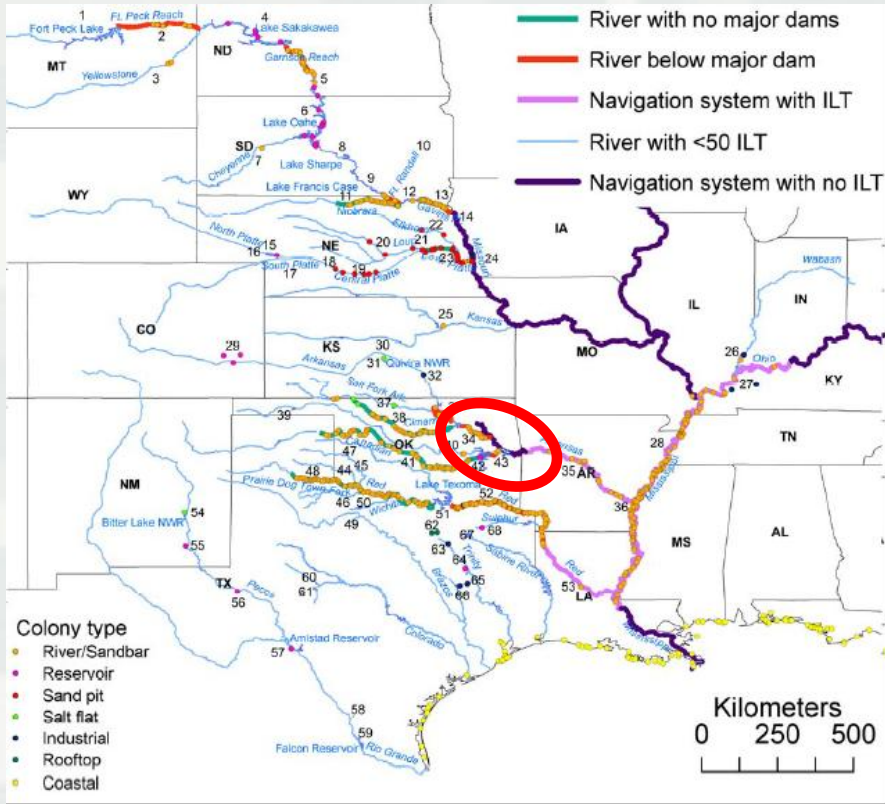 River with no major dams
River below major dam
Navigation system with ILT
River with <50 ILT
Navigation system with no ILT
1
Ft. Peck Reach
Fort Peck Lake
2
MT
Yellowstone
3
4
Lake Sakakawea
ND
Garrison Reach
5
6
Lake Oahe
SD
Cheyenne
7
8
10
Lake Sharpe
9
Ft. Randall
Lake Francis Case
11
12
13
Gavins
14
WY
Niobrara
Elkhorn
22
IA
NE
20
21
Loup
North Platte
15
16
South Platte
17
18
19
Central Platte
23
24
Missouri
CO
25
Kansas
KS
30
31
Arkansas
Quivira NWR
32
29
MO
IL
IN
Wabash
26
Ohio
27
KY
Salt Fork Ark.
37
38
39
OK
34
47
Canadian
41
42
43
Arkansas
35
AR
28
TN
Mississippi
36
NM
48
44
45
Prairie Dog Town Fork
Red
46
50
Lake Texoma
51
52
Red
Wichita
49
54
Bitter Lake NWR
55
62
63
67
Sulphur
68
64
Trinity
65
66
Sabine River
Brazos
MS
AL
53
Red
LA
Mississippi
TX
56
Pecos
60
61
Colorado
57
Amistad Reservoir
58
59
Falcon Reservoir
Rio Grande
Colony type
River/Sandbar
Reservoir
Sand pit
Salt flat
Industrial
Rooftop
Coastal
Kilometers
0 250 500